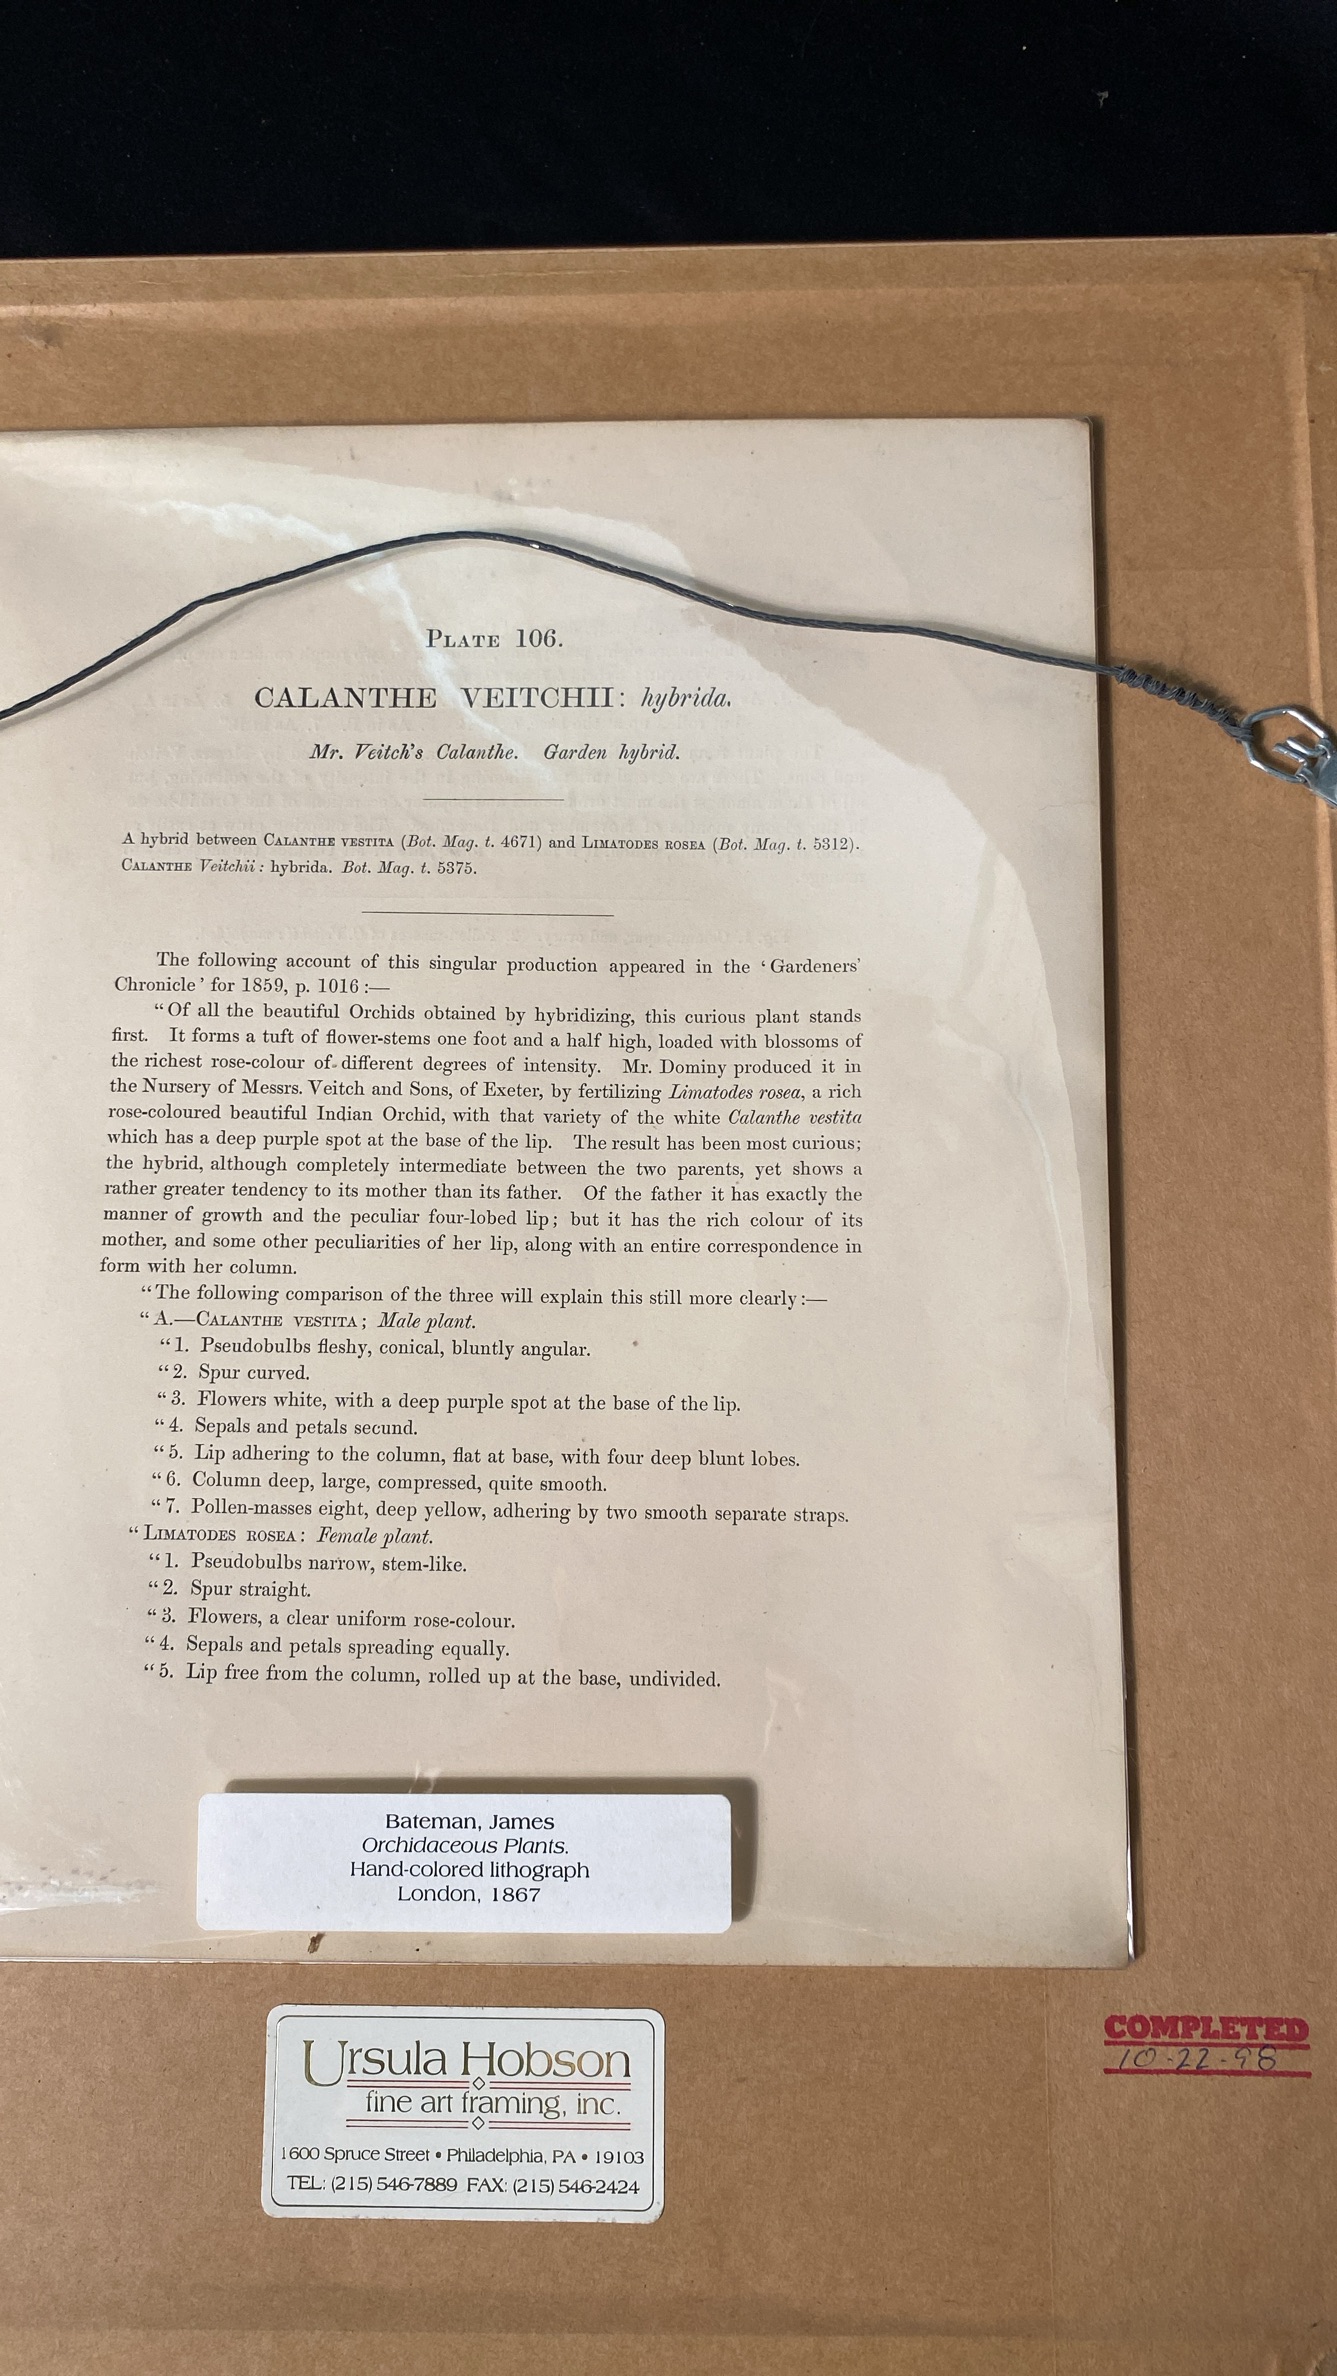 PLATE 106.
CALANTHE VEITCHII: hybrida.
Mr. Veitch's Calanthe. Garden hybrid.
A hybrid between CALANTHE VESTITA (Bot. Mag. t. 4671) and LIMATODES ROSEA (Bot. Mag. t. 5312).
CALANTHE Veitchii: hybrida. Bot. Mag. t. 5375.
The following account of this singular production appeared in the ‘Gardeners’
Chronicle’ for 1859, p. 1016:—
“Of all the beautiful Orchids obtained by hybridizing, this curious plant stands
first. It forms a tuft of flower-stems one foot and a half high, loaded with blossoms of
the richest rose-colour of different degrees of intensity. Mr. Dominy produced it in
the Nursery of Messrs. Veitch and Sons, of Exeter, by fertilizing Limatodes rosea, a rich
rose-coloured beautiful Indian Orchid, with that variety of the white Calanthe vestita
which has a deep purple spot at the base of the lip. The result has been most curious;
the hybrid, although completely intermediate between the two parents, yet shows a
rather greater tendency to its mother than its father. Of the father it has exactly the
manner of growth and the peculiar four-lobed lip; but it has the rich colour of its
mother, and some other peculiarities of her lip, along with an entire correspondence in
form with her column.
“The following comparison of the three will explain this still more clearly:—
“A.—CALANTHE VESTITA; Male plant.
“1. Pseudobulbs fleshy, conical, bluntly angular.
“2. Spur curved.
“3. Flowers white, with a deep purple spot at the base of the lip.
“4. Sepals and petals secund.
“5. Lip adhering to the column, flat at base, with four deep blunt lobes.
“6. Column deep, large, compressed, quite smooth.
“7. Pollen-masses eight, deep yellow, adhering by two smooth separate straps.
“LIMATODES ROSEA: Female plant.
“1. Pseudobulbs narrow, stem-like.
“2. Spur straight.
“3. Flowers, a clear uniform rose-colour.
“4. Sepals and petals spreading equally.
“5. Lip free from the column, rolled up at the base, undivided.
Bateman, James
Orchidaceous Plants.
Hand-colored lithograph
London, 1867
Ursula Hobson
fine art framing, inc.
1600 Spruce Street • Philadelphia, PA • 19103
TEL: (215) 546-7889 FAX: (215) 546-2424
COMPLETED
10-22-98